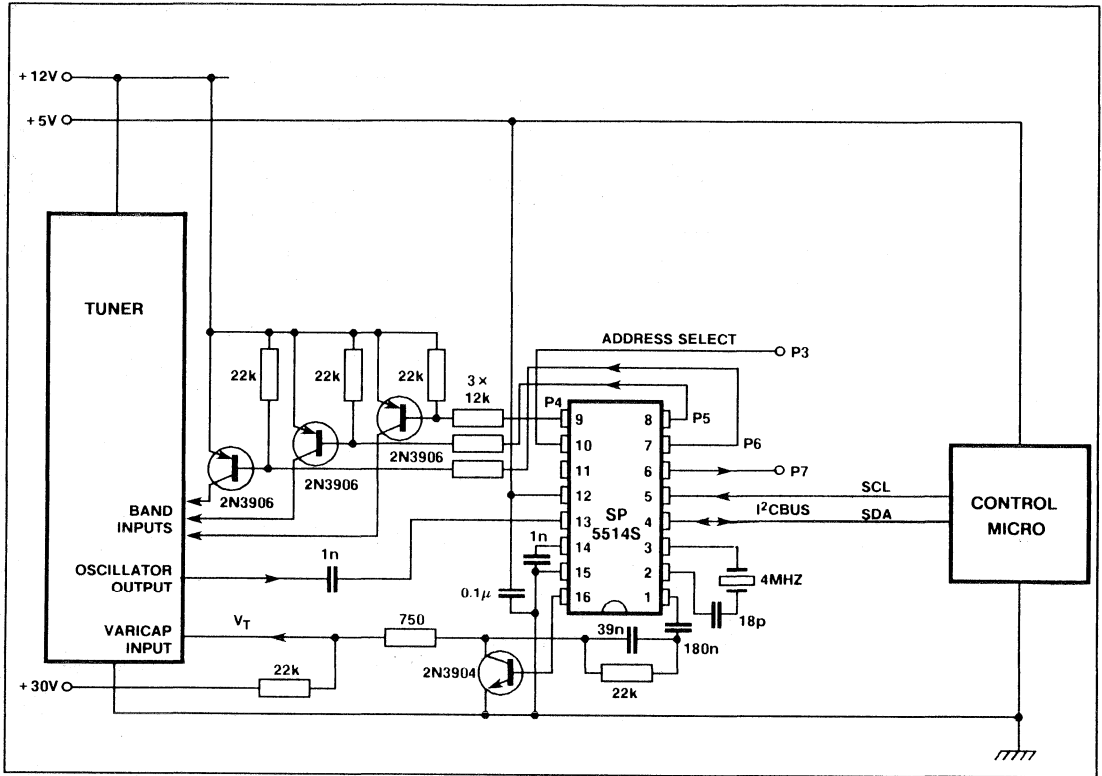 +12V
+5V
TUNER
22k
22k
22k
3×
12k
2N3906
2N3906
2N3906
BAND
INPUTS
OSCILLATOR
OUTPUT
1n
VARICAP
INPUT
V_T
750
22k
+30V
2N3904
0.1μ
1n
39n
22k
180n
18p
4MHZ
ADDRESS SELECT
P3
P4
P5
P6
P7
9
10
11
12
13
14
15
16
8
7
6
5
4
3
2
1
SP
5514S
SCL
I²CBUS
SDA
CONTROL
MICRO